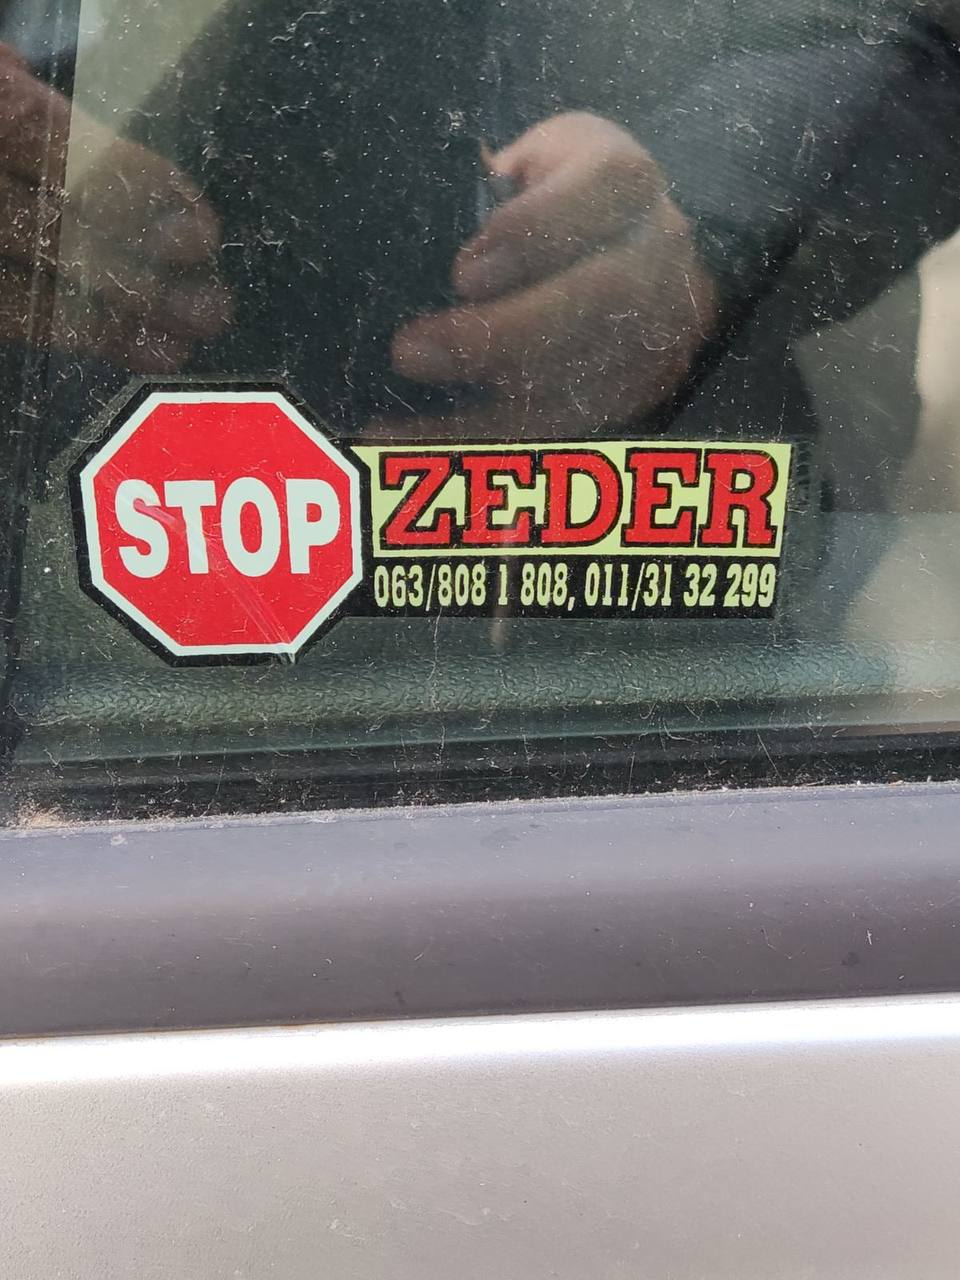 STOP
ZEDER
063/808 1 808, 011/31 32 299